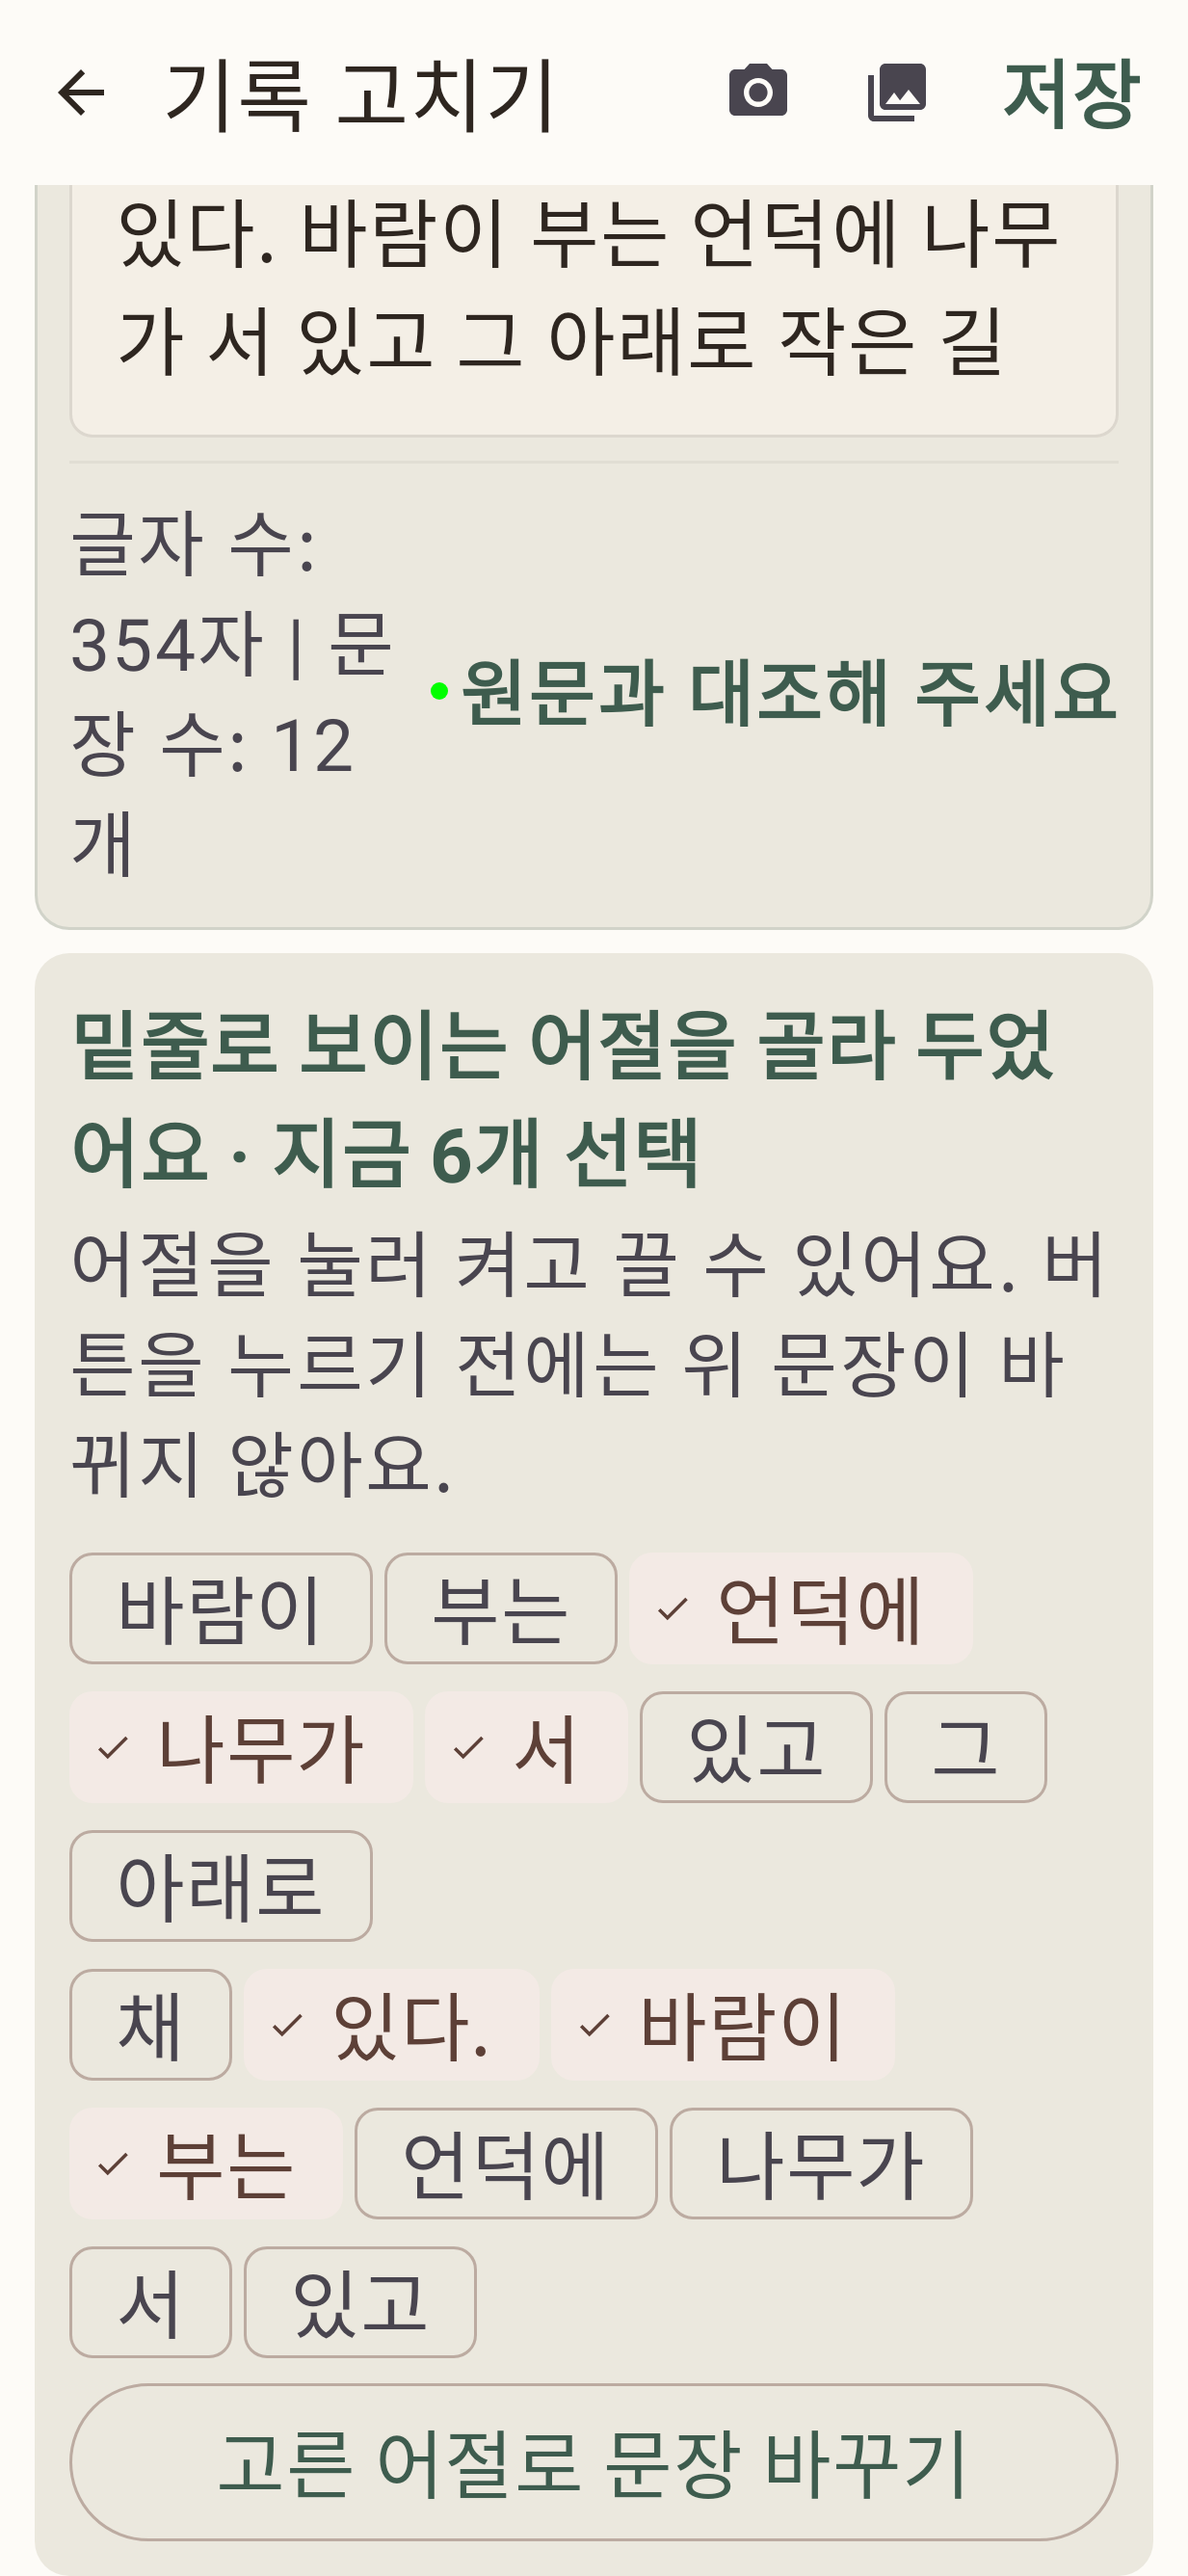 기록 고치기 저장
있다. 바람이 부는 언덕에 나무
가 서 있고 그 아래로 작은 길
글자 수:
354자 | 문
장 수: 12
개
원문과 대조해 주세요
밑줄로 보이는 어절을 골라 두었
어요 · 지금 6개 선택
어절을 눌러 켜고 끌 수 있어요. 버
튼을 누르기 전에는 위 문장이 바
뀌지 않아요.
바람이 부는 언덕에
나무가 서 있고 그
아래로
채 있다. 바람이
부는 언덕에 나무가
서 있고
고른 어절로 문장 바꾸기